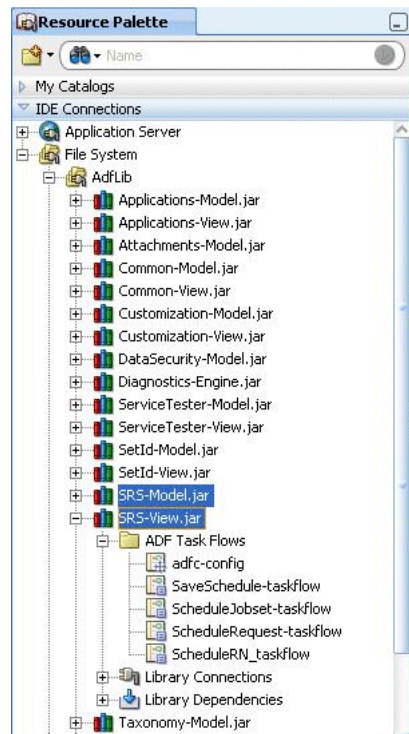 Resource Palette
Name
My Catalogs
IDE Connections
Application Server
File System
AdfLib
Applications-Model.jar
Applications-View.jar
Attachments-Model.jar
Common-Model.jar
Common-View.jar
Customization-Model.jar
Customization-View.jar
DataSecurity-Model.jar
Diagnostics-Engine.jar
ServiceTester-Model.jar
ServiceTester-View.jar
SetId-Model.jar
SetId-View.jar
SRS-Model.jar
SRS-View.jar
ADF Task Flows
adfc-config
SaveSchedule-taskflow
ScheduleJobset-taskflow
ScheduleRequest-taskflow
ScheduleRN_taskflow
Library Connections
Library Dependencies
Taxonomy-Model.jar